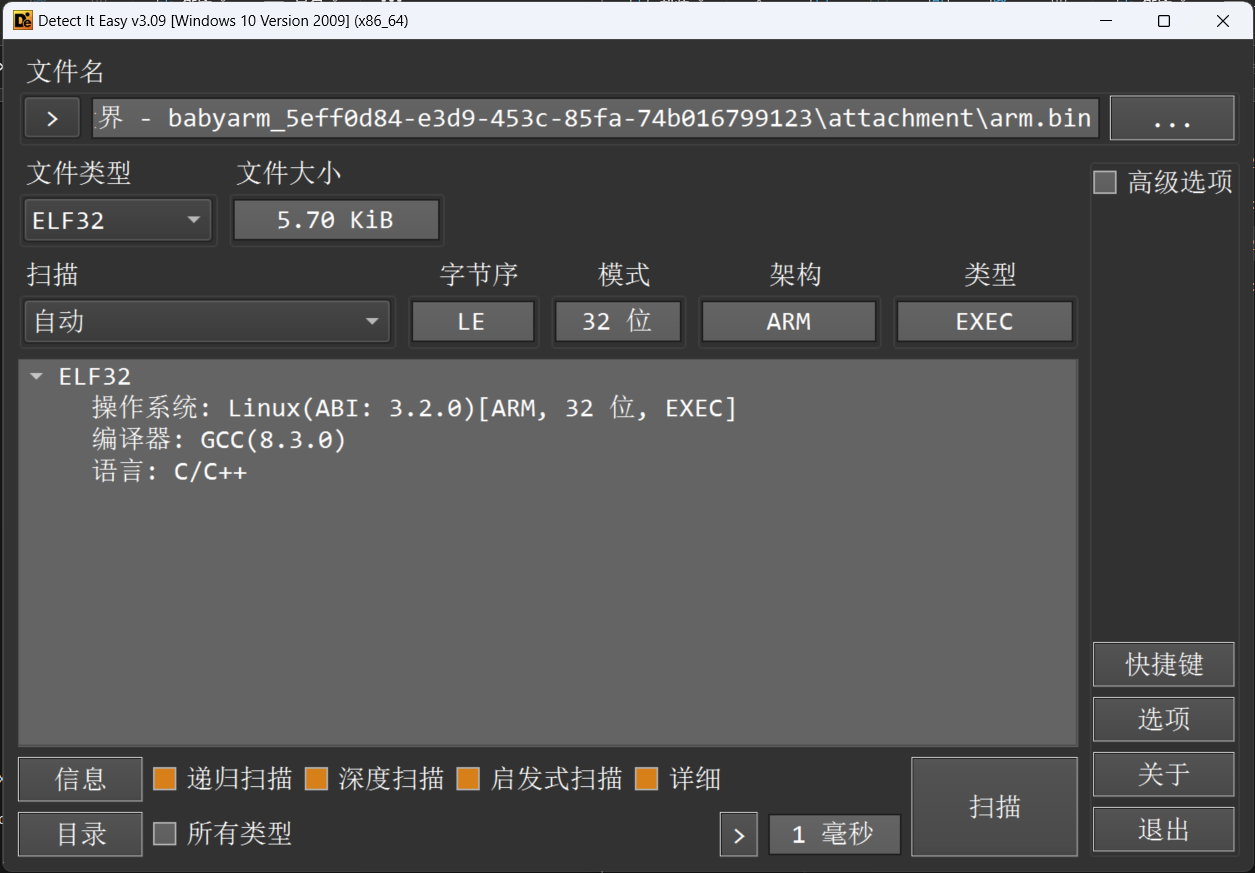 Detect It Easy v3.09 [Windows 10 Version 2009] (x86_64)
文件名
> 界 - babyarm_5eff0d84-e3d9-453c-85fa-74b016799123\attachment\arm.bin ...
文件类型 文件大小 高级选项
ELF32 5.70 KiB
扫描 字节序 模式 架构 类型
自动 LE 32 位 ARM EXEC
ELF32
操作系统: Linux(ABI: 3.2.0)[ARM, 32 位, EXEC]
编译器: GCC(8.3.0)
语言: C/C++
快捷键
选项
关于
退出
信息 递归扫描 深度扫描 启发式扫描 详细
扫描
目录 所有类型 > 1 毫秒